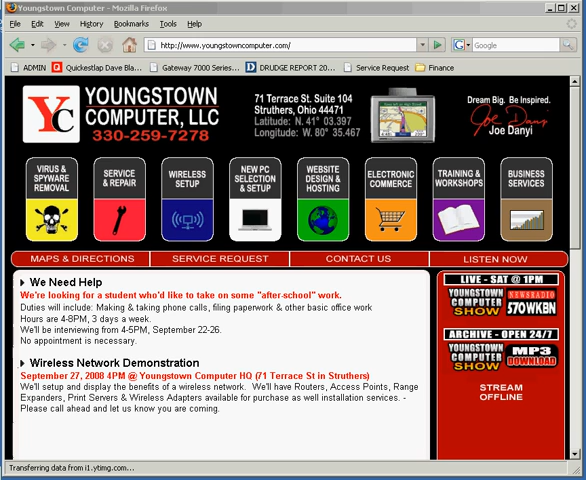 Youngstown Computer - Mozilla Firefox
File Edit View History Bookmarks Tools Help
http://www.youngstowncomputer.com/
Google
ADMIN Quickestlap Dave Bla... Gateway 7000 Series... DRUDGE REPORT 20... Service Request Finance
YC
YOUNGSTOWN
COMPUTER, LLC
330-259-7278
71 Terrace St. Suite 104
Struthers, Ohio 44471
Latitude: N. 41° 03.397
Longitude: W. 80° 35.467
Dream Big. Be Inspired.
Joe Danyi
Joe Danyi
VIRUS &
SPYWARE
REMOVAL
SERVICE
& REPAIR
WIRELESS
SETUP
NEW PC
SELECTION
& SETUP
WEBSITE
DESIGN &
HOSTING
ELECTRONIC
COMMERCE
TRAINING &
WORKSHOPS
BUSINESS
SERVICES
MAPS & DIRECTIONS SERVICE REQUEST CONTACT US LISTEN NOW
We Need Help
We're looking for a student who'd like to take on some "after-school" work.
Duties will include: Making & taking phone calls, filing paperwork & other basic office work
Hours are 4-8PM, 3 days a week.
We'll be interviewing from 4-5PM, September 22-26.
No appointment is necessary.
Wireless Network Demonstration
September 27, 2008 4PM @ Youngstown Computer HQ (71 Terrace St in Struthers)
We'll setup and display the benefits of a wireless network. We'll have Routers, Access Points, Range
Expanders, Print Servers & Wireless Adapters available for purchase as well installation services. -
Please call ahead and let us know you are coming.
LIVE - SAT @ 1PM
YOUNGSTOWN
COMPUTER
SHOW
NEWSRADIO
570WKBN
ARCHIVE - OPEN 24/7
YOUNGSTOWN
COMPUTER
SHOW
MP3
DOWNLOAD
STREAM
OFFLINE
Transferring data from i1.ytimg.com...